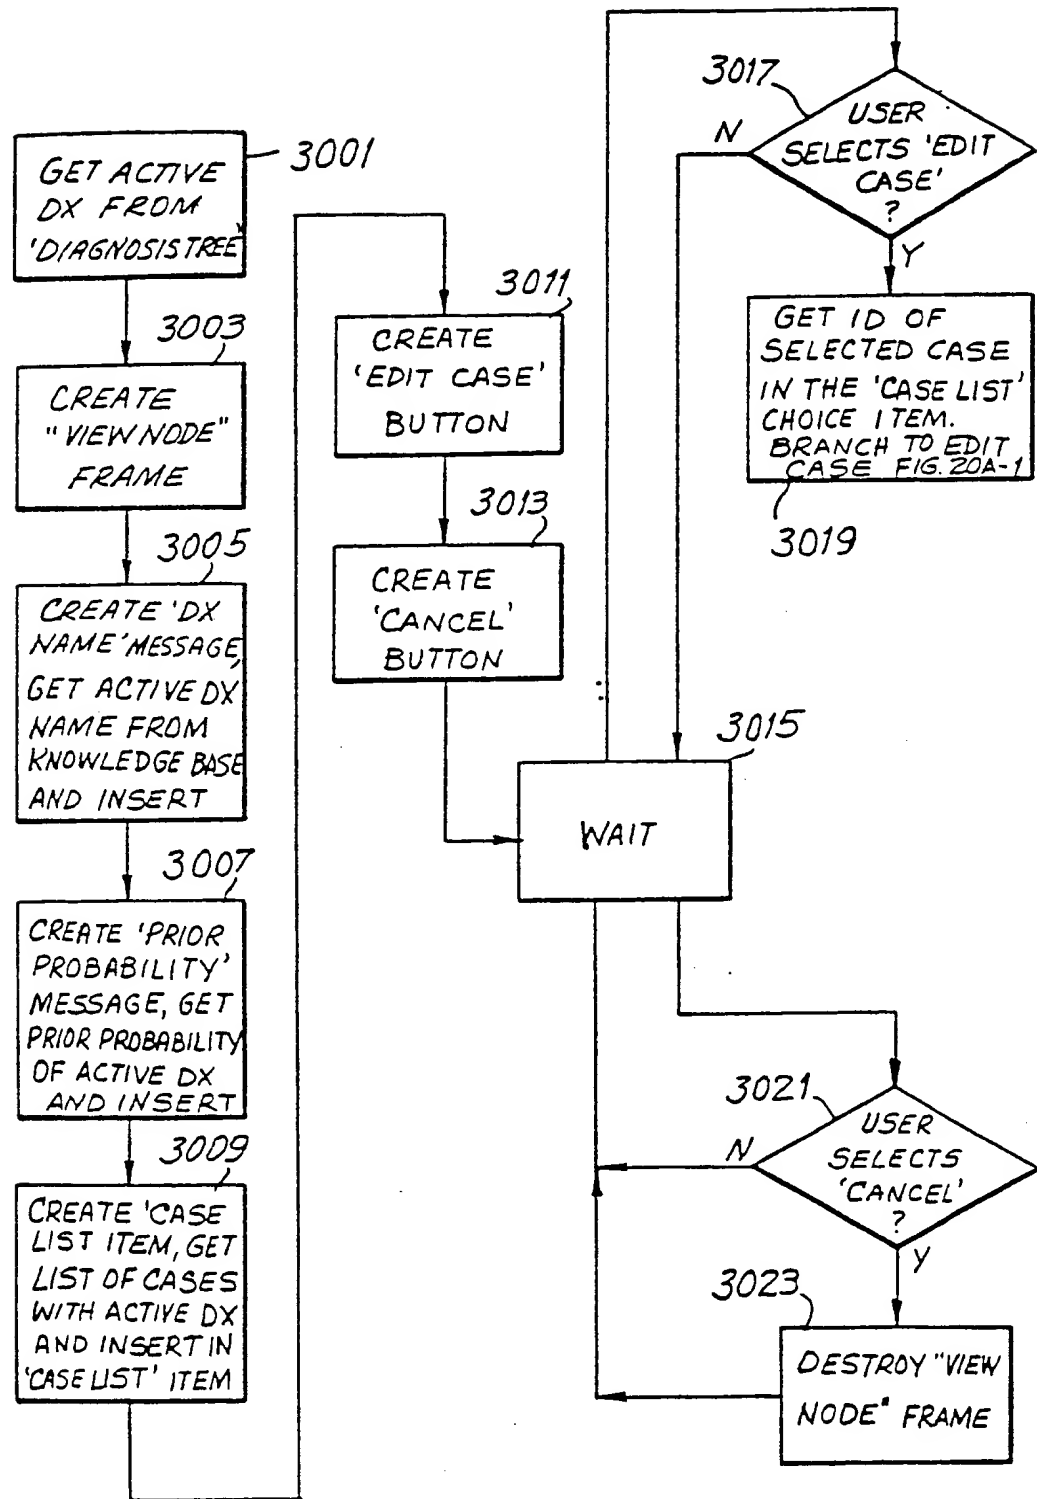 3001
GET ACTIVE
DX FROM
'DIAGNOSIS TREE'
3003
CREATE
"VIEW NODE"
FRAME
3005
CREATE 'DX
NAME' MESSAGE,
GET ACTIVE DX
NAME FROM
KNOWLEDGE BASE
AND INSERT
3007
CREATE 'PRIOR
PROBABILITY'
MESSAGE, GET
PRIOR PROBABILITY
OF ACTIVE DX
AND INSERT
3009
CREATE 'CASE
LIST ITEM, GET
LIST OF CASES
WITH ACTIVE DX
AND INSERT IN
'CASE LIST' ITEM
3011
CREATE
'EDIT CASE'
BUTTON
3013
CREATE
'CANCEL'
BUTTON
3015
WAIT
3017
USER
SELECTS 'EDIT
CASE'
?
N
Y
GET ID OF
SELECTED CASE
IN THE 'CASE LIST'
CHOICE ITEM.
BRANCH TO EDIT
CASE FIG. 20A-1
3019
3021
USER
SELECTS
'CANCEL'
?
N
Y
3023
DESTROY "VIEW
NODE" FRAME